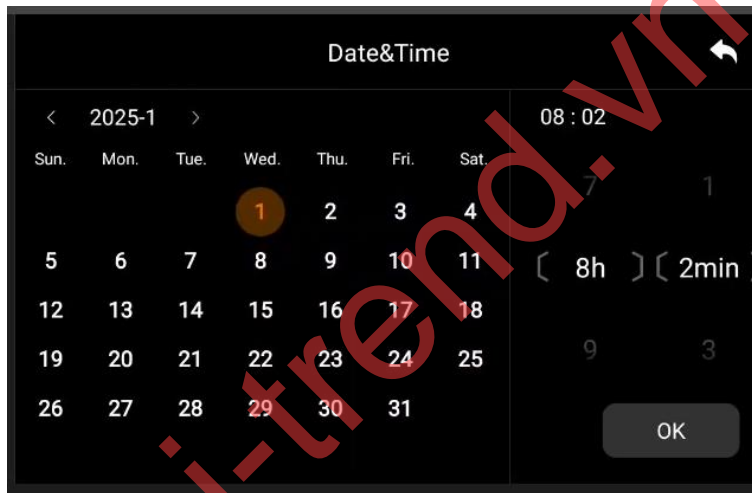 Date&Time
2025-1
08 : 02
Sun. Mon. Tue. Wed. Thu. Fri. Sat.
1 2 3 4
5 6 7 8 9 10 11
12 13 14 15 16 17 18
19 20 21 22 23 24 25
26 27 28 29 30 31
7 1
8h 2min
9 3
OK
i-trend.vn